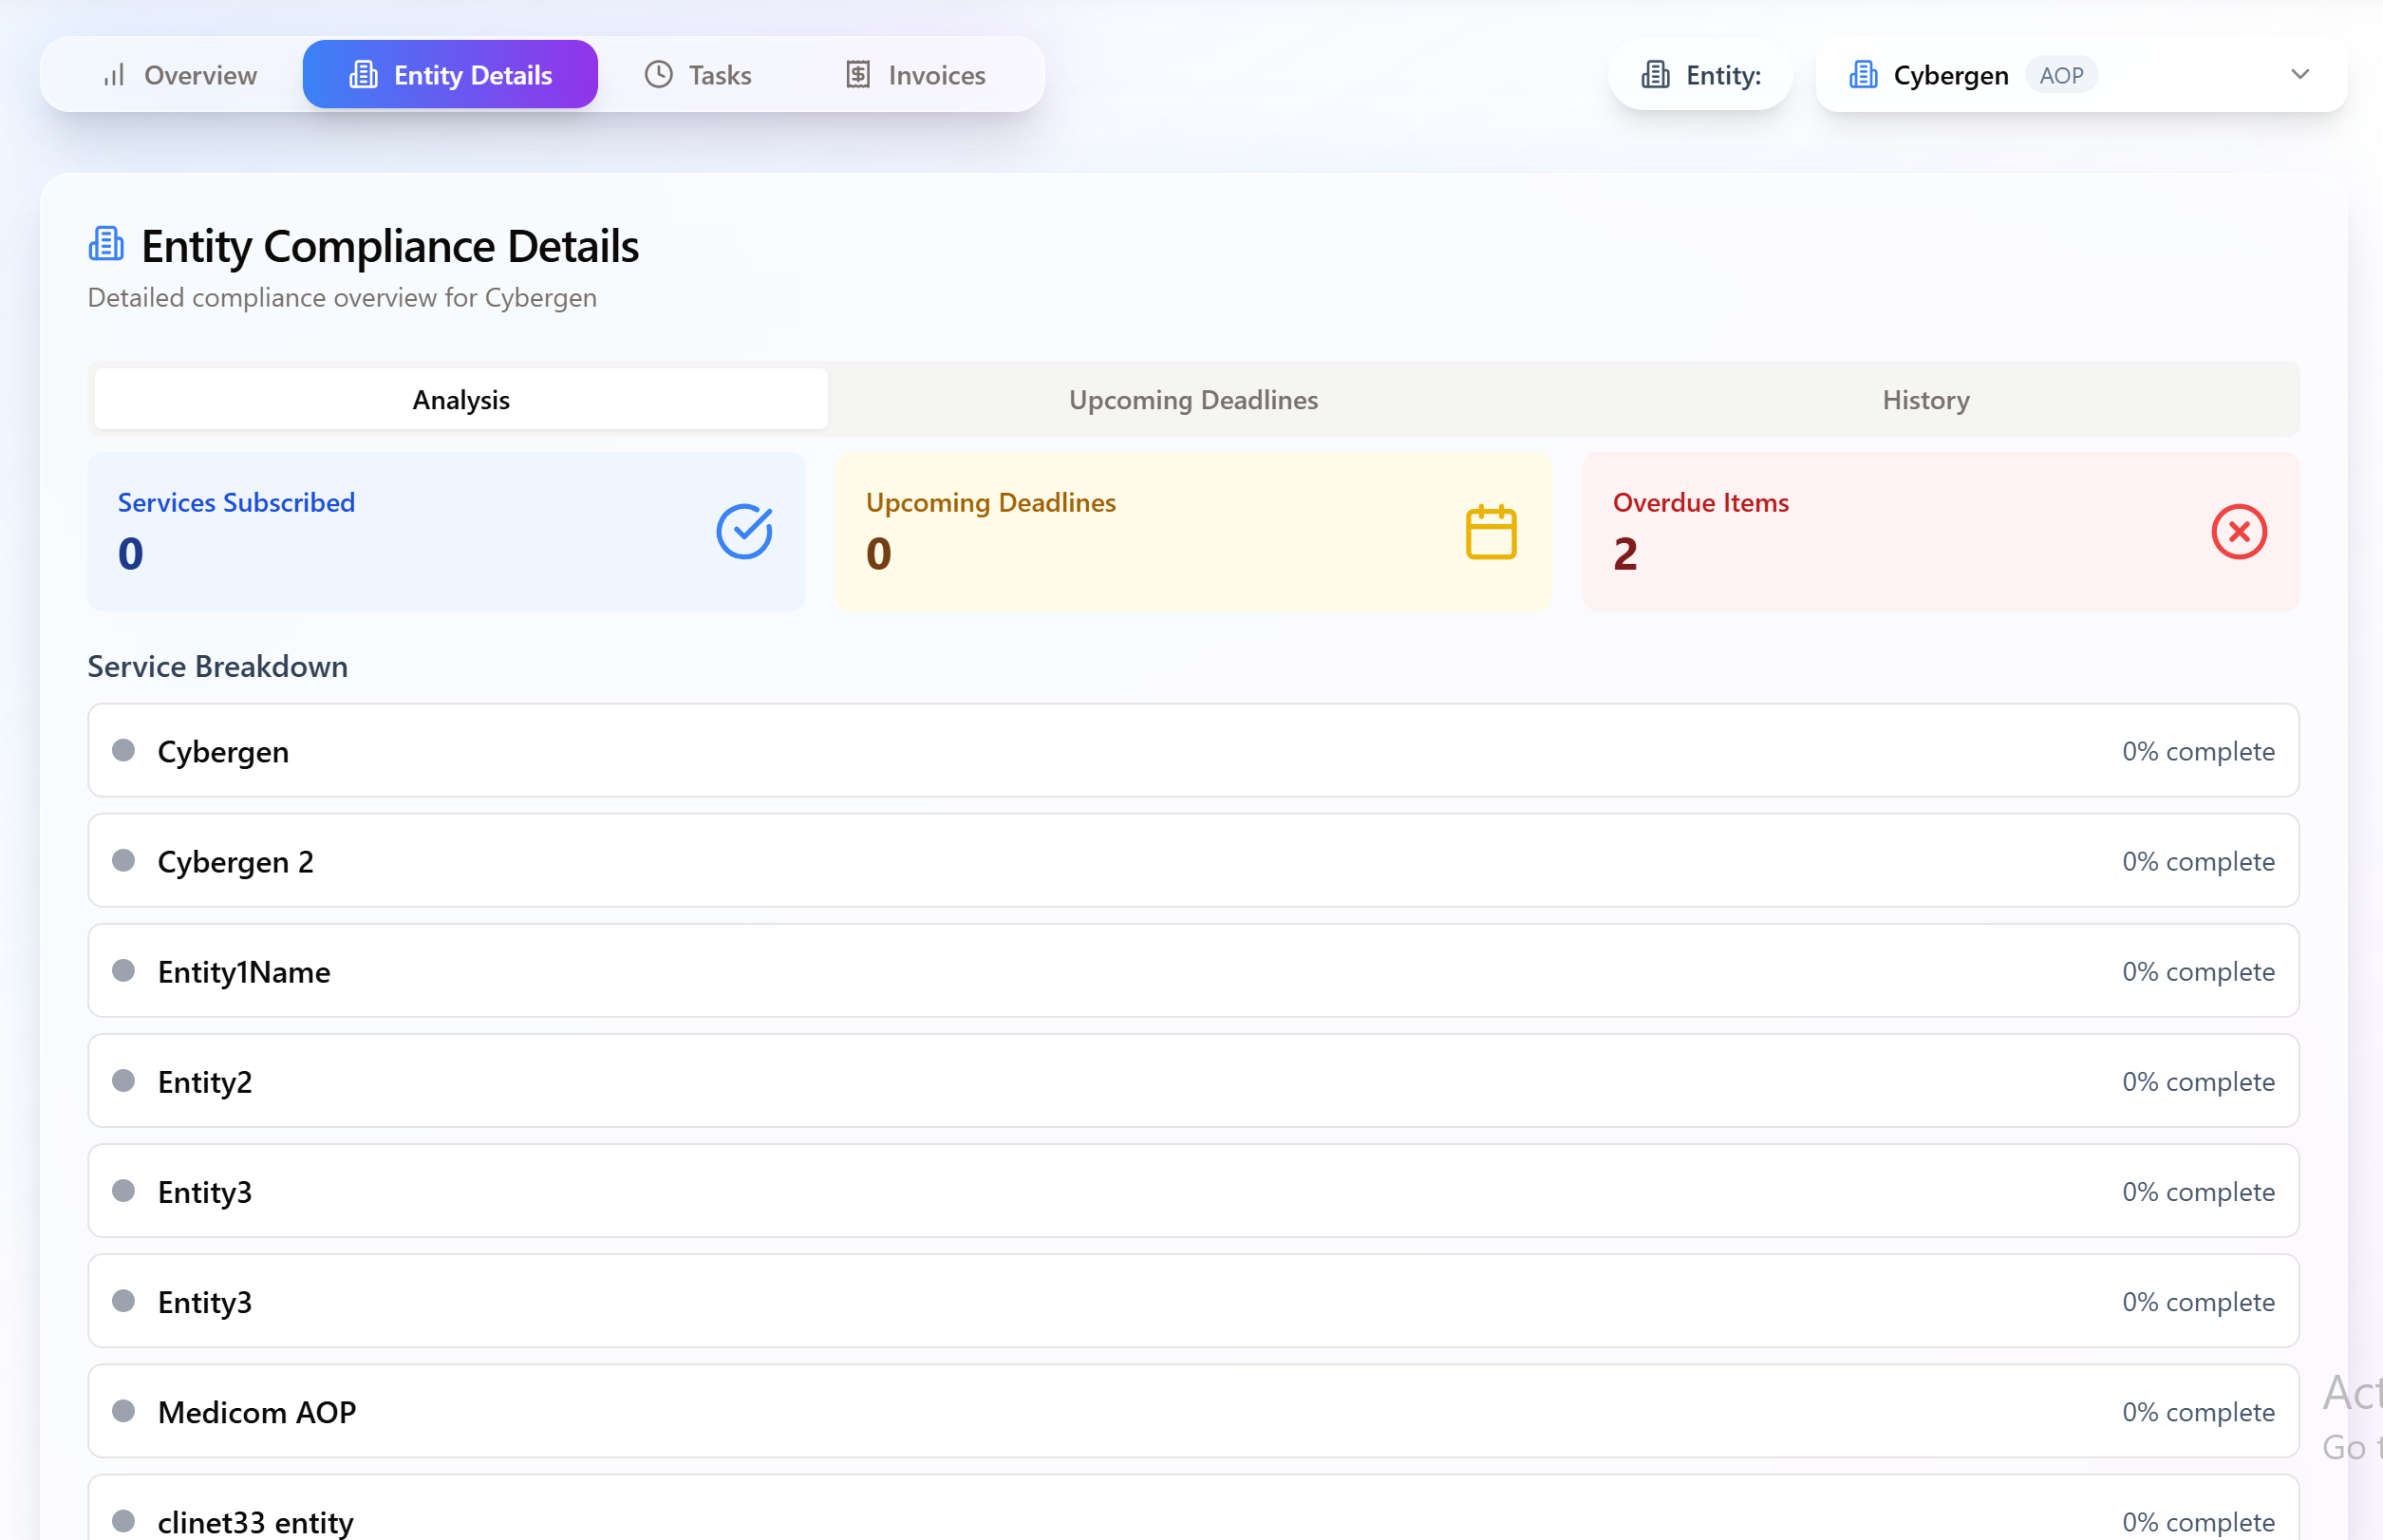 Overview
Entity Details
Tasks
Invoices
Entity:
Cybergen AOP
Entity Compliance Details
Detailed compliance overview for Cybergen
Analysis
Upcoming Deadlines
History
Services Subscribed
0
Upcoming Deadlines
0
Overdue Items
2
Service Breakdown
Cybergen 0% complete
Cybergen 2 0% complete
Entity1Name 0% complete
Entity2 0% complete
Entity3 0% complete
Entity3 0% complete
Medicom AOP 0% complete
clinet33 entity 0% complete
Go